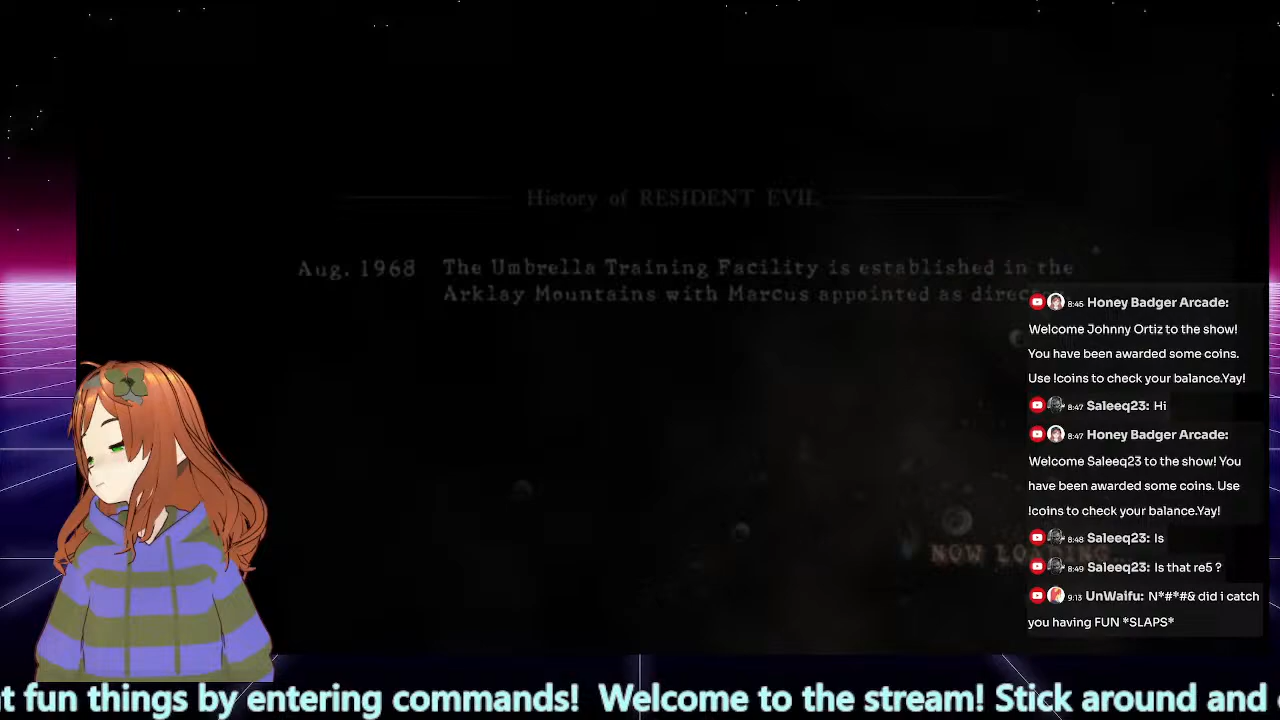 History of RESIDENT EVIL
Aug. 1968 The Umbrella Training Facility is established in the
Arklay Mountains with Marcus appointed as
8:46 Honey Badger Arcade:
Welcome Johnny Ortiz to the show!
You have been awarded some coins.
Use !coins to check your balance.Yay!
8:47 Saleeq23: Hi
8:47 Honey Badger Arcade:
Welcome Saleeq23 to the show! You
have been awarded some coins. Use
!coins to check your balance.Yay!
8:48 Saleeq23: Is
NOW LOADING...
8:49 Saleeq23: Is that re5 ?
9:13 UnWaifu: N*#*#& did i catch
you having FUN *SLAPS*
t fun things by entering commands! Welcome to the stream! Stick around and